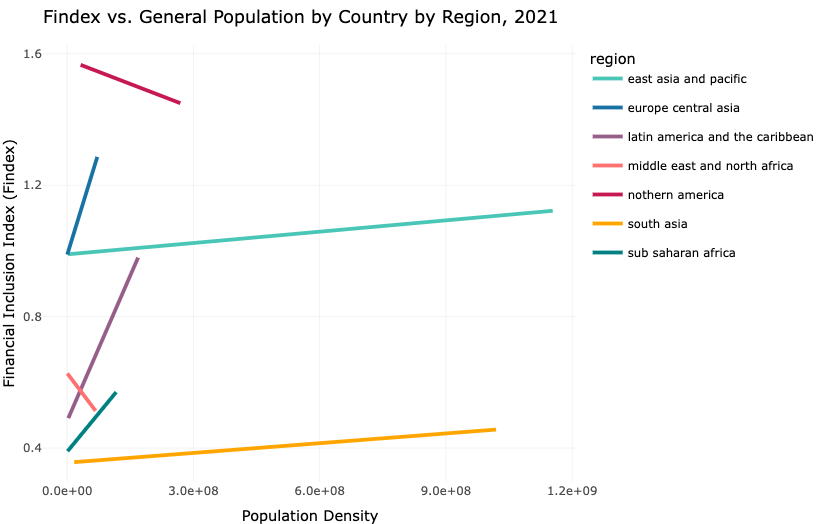 Findex vs. General Population by Country by Region, 2021
region
east asia and pacific
europe central asia
latin america and the caribbean
middle east and north africa
nothern america
south asia
sub saharan africa
Financial Inclusion Index (Findex)
1.6
1.2
0.8
0.4
0.0e+00 3.0e+08 6.0e+08 9.0e+08 1.2e+09
Population Density